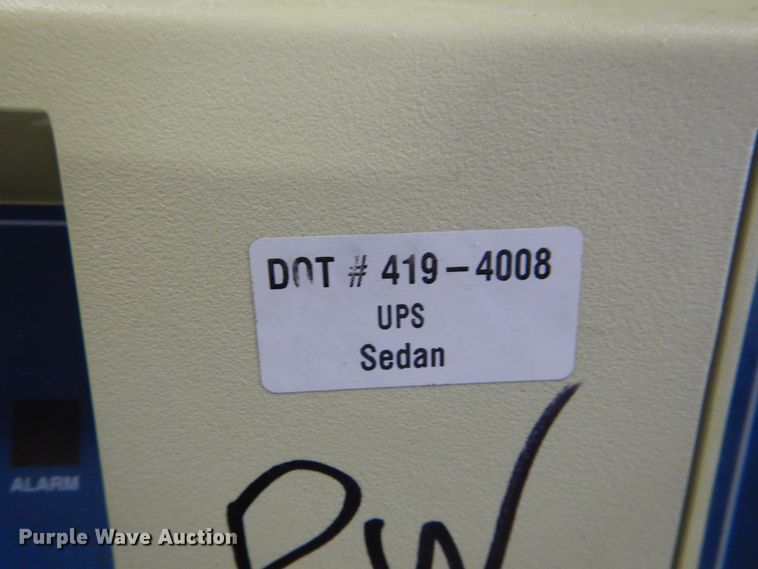 DOT # 419-4008
UPS
Sedan
ALARM
PW
Purple Wave Auction